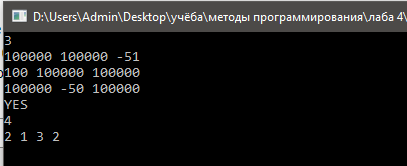 D:\Users\Admin\Desktop\учёба\методы программирования\лаба 4\
3
100000 100000 -51
100 100000 100000
100000 -50 100000
YES
4
2 1 3 2